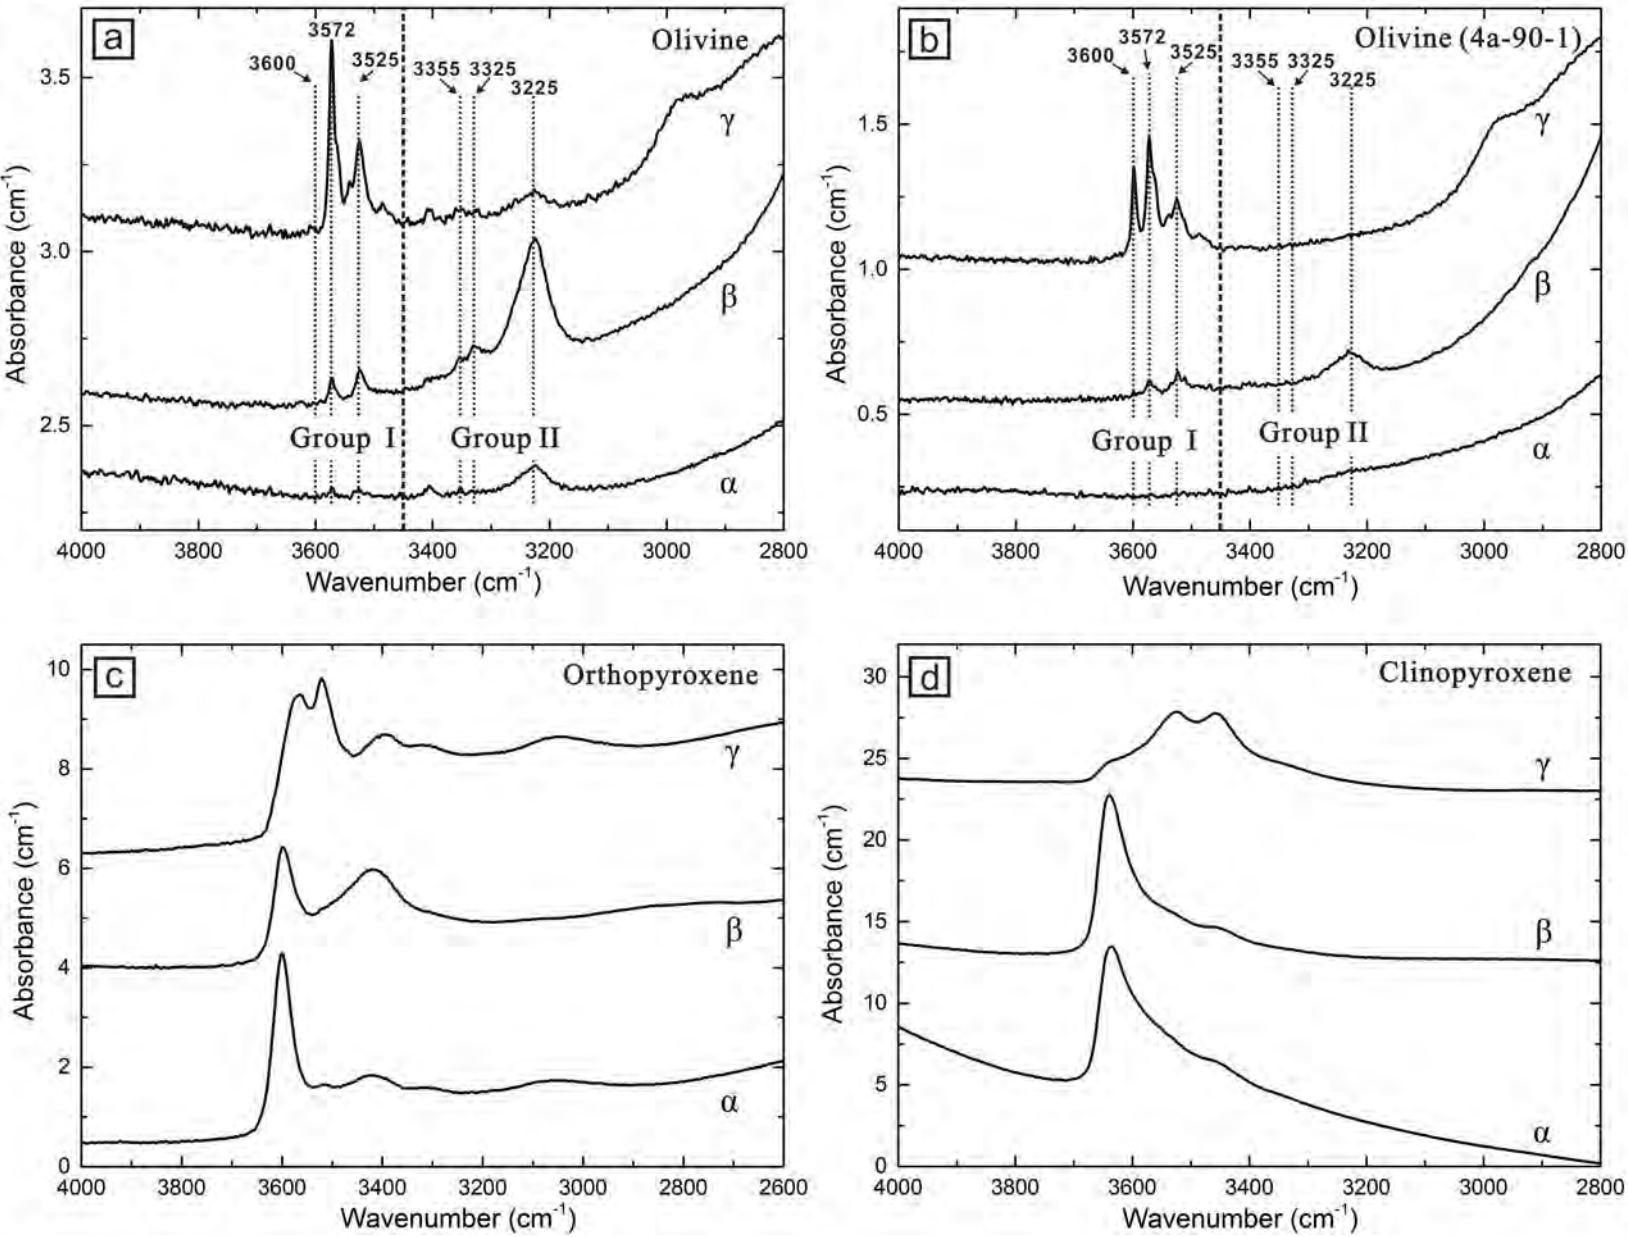 a
Olivine
3572
3600
3525
3355
3325
3225
γ
β
α
Group I
Group II
3.5
3.0
2.5
Absorbance (cm-1)
4000 3800 3600 3400 3200 3000 2800
Wavenumber (cm-1)
b
Olivine (4a-90-1)
3572
3600
3525
3355
3325
3225
γ
β
α
Group I
Group II
1.5
1.0
0.5
Absorbance (cm-1)
4000 3800 3600 3400 3200 3000 2800
Wavenumber (cm-1)
c
Orthopyroxene
γ
β
α
10
8
6
4
2
0
Absorbance (cm-1)
4000 3800 3600 3400 3200 3000 2800 2600
Wavenumber (cm-1)
d
Clinopyroxene
γ
β
α
30
25
20
15
10
5
0
Absorbance (cm-1)
4000 3800 3600 3400 3200 3000 2800
Wavenumber (cm-1)